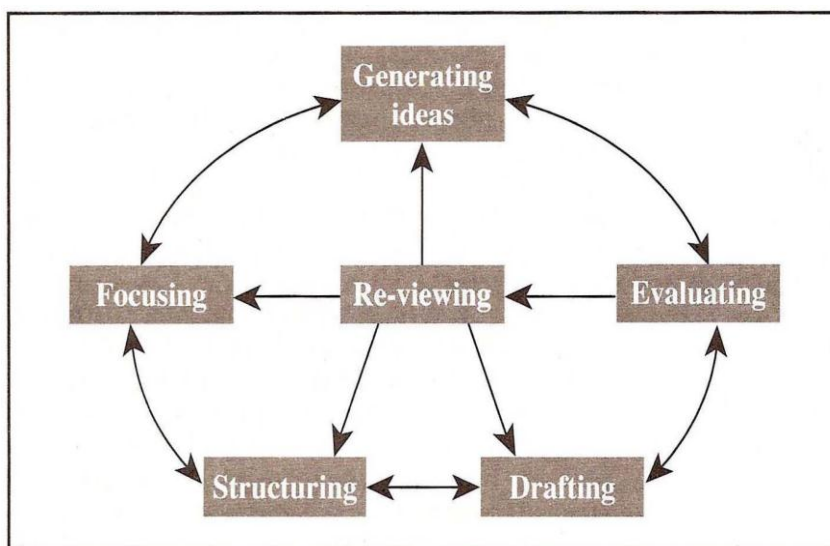 Generating
ideas
Focusing
Re-viewing
Evaluating
Structuring
Drafting